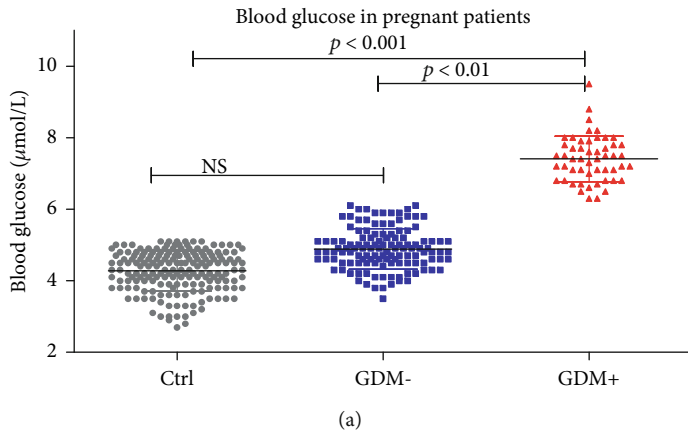 Blood glucose in pregnant patients
p < 0.001
p < 0.01
NS
Blood glucose (μmol/L)
10
8
6
4
2
Ctrl
GDM-
GDM+
(a)